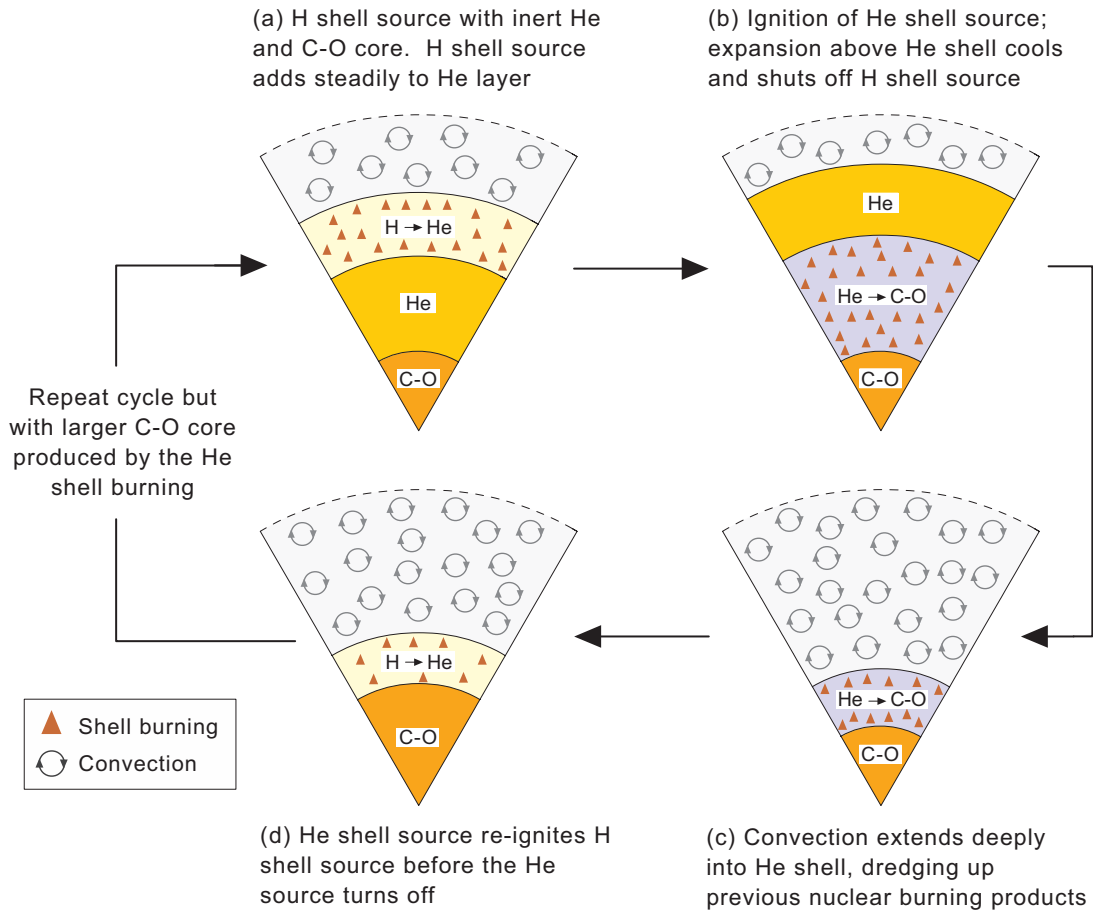 (a) H shell source with inert He
and C-O core. H shell source
adds steadily to He layer
H → He
He
C-O
(b) Ignition of He shell source;
expansion above He shell cools
and shuts off H shell source
He
He → C-O
C-O
Repeat cycle but
with larger C-O core
produced by the He
shell burning
H → He
C-O
(d) He shell source re-ignites H
shell source before the He
source turns off
He → C-O
C-O
(c) Convection extends deeply
into He shell, dredging up
previous nuclear burning products
Shell burning
Convection